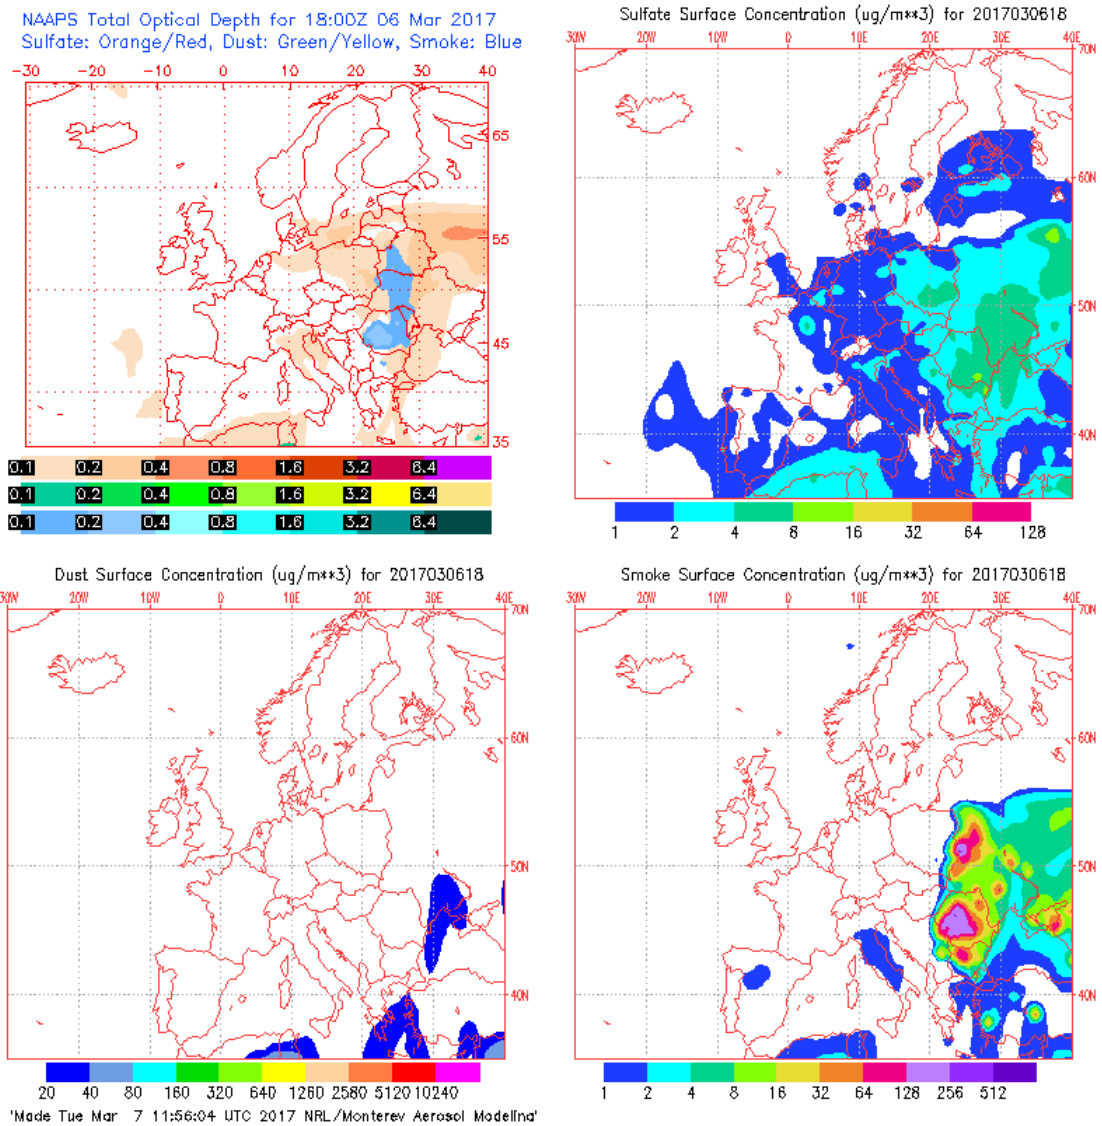 NAAPS Total Optical Depth for 18:00Z 06 Mar 2017
Sulfate: Orange/Red, Dust: Green/Yellow, Smoke: Blue
-30 -20 -10 0 10 20 30 40
65
55
45
35
0.1 0.2 0.4 0.8 1.6 3.2 6.4
0.1 0.2 0.4 0.8 1.6 3.2 6.4
0.1 0.2 0.4 0.8 1.6 3.2 6.4
Sulfate Surface Concentration (ug/m**3) for 2017030618
30W 20W 10W 0 10E 20E 30E 40E
70N
60N
50N
40N
1 2 4 8 16 32 64 128
Dust Surface Concentration (ug/m**3) for 2017030618
30W 20W 10W 0 10E 20E 30E 40E
70N
60N
50N
40N
20 40 80 160 320 640 1260 2580 5120 10240
Smoke Surface Concentration (ug/m**3) for 2017030618
30W 20W 10W 0 10E 20E 30E 40E
70N
60N
50N
40N
1 2 4 8 16 32 64 128 256 512
'Made Tue Mar 7 11:56:04 UTC 2017 NRL/Monterey Aerosol Modeling'